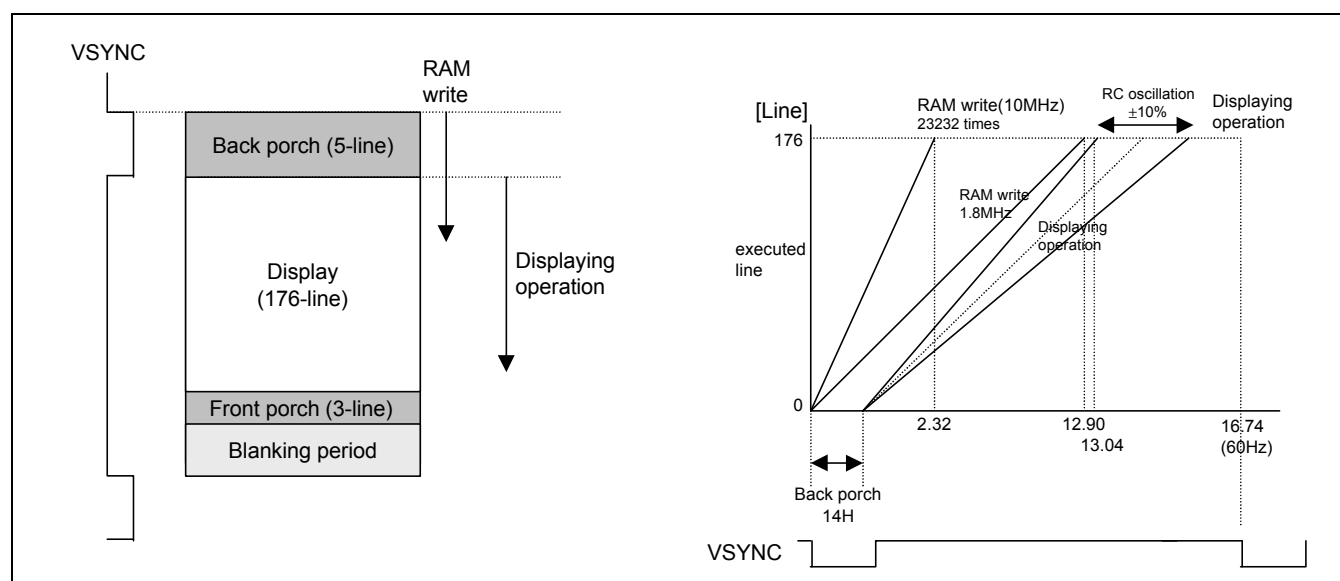 VSYNC
RAM
write
Back porch (5-line)
Display
(176-line)
Displaying
operation
Front porch (3-line)
Blanking period
[Line]
RAM write(10MHz)
23232 times
RC oscillation
±10%
Displaying
operation
176
RAM write
1.8MHz
Displaying
operation
executed
line
0
2.32
12.90
13.04
16.74
(60Hz)
Back porch
14H
VSYNC